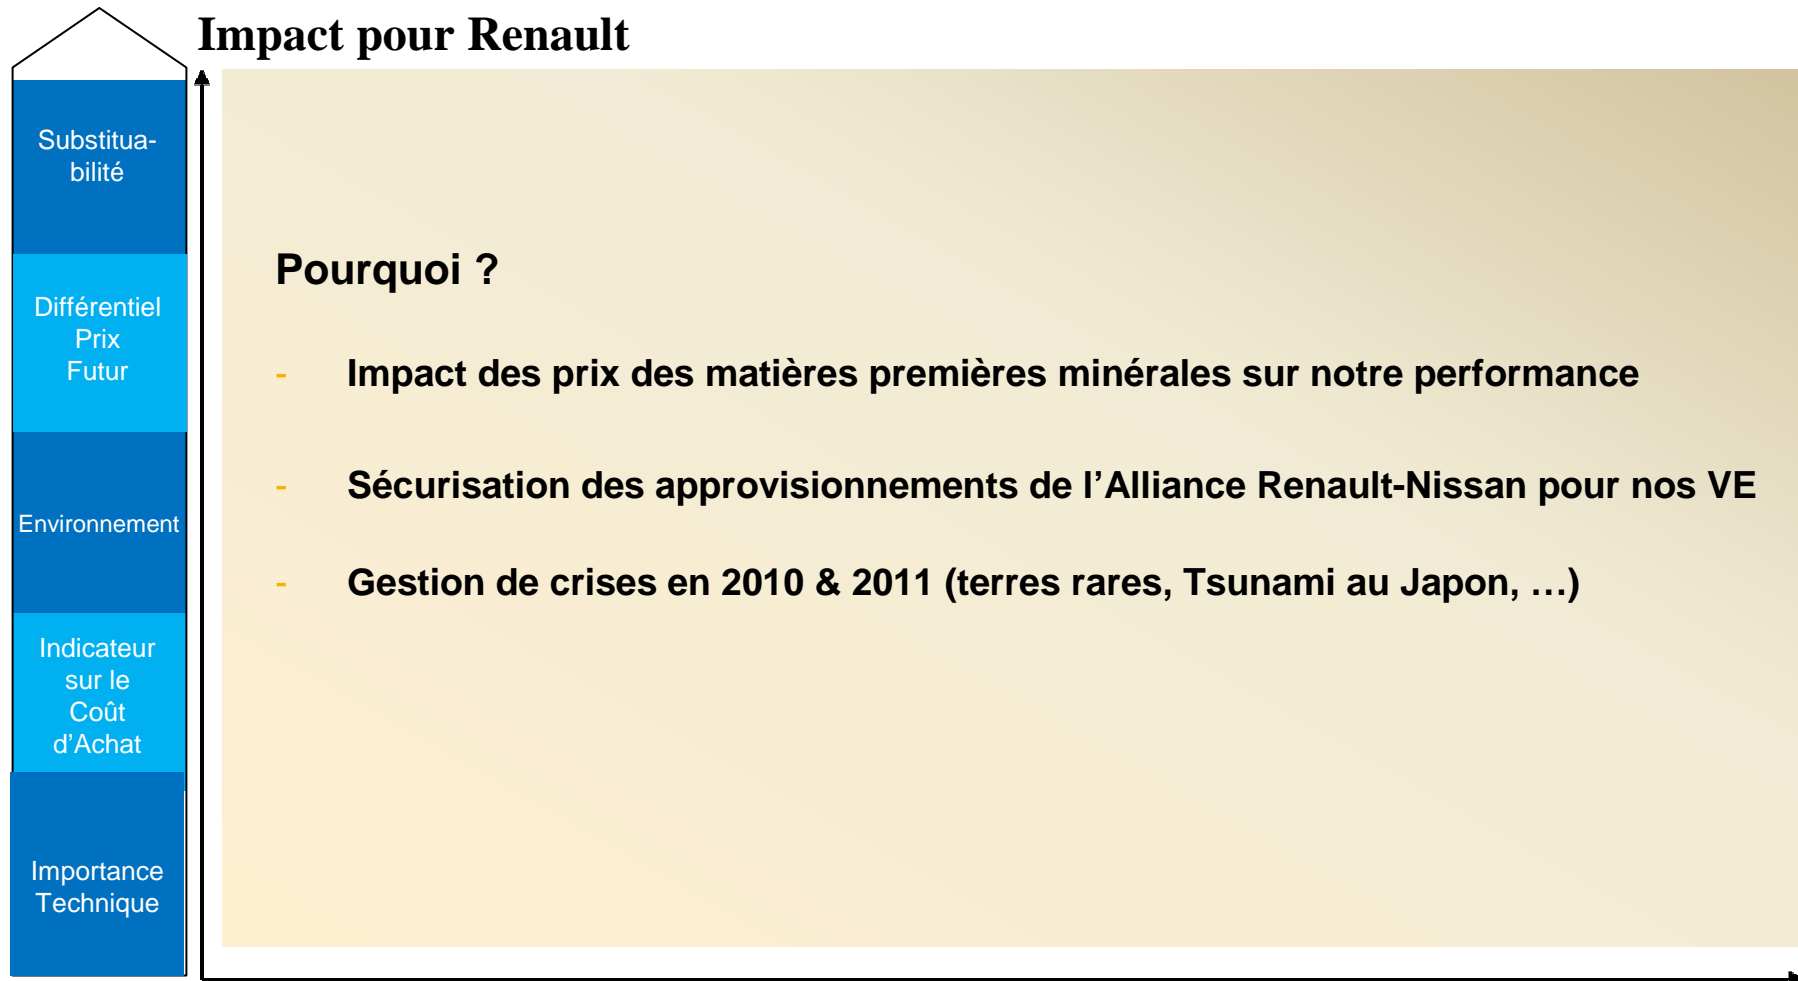 Impact pour Renault
Substitua-
bilité
Différentiel
Prix
Futur
Environnement
Indicateur
sur le
Coût
d’Achat
Importance
Technique
Pourquoi ?
- Impact des prix des matières premières minérales sur notre performance
- Sécurisation des approvisionnements de l’Alliance Renault-Nissan pour nos VE
- Gestion de crises en 2010 & 2011 (terres rares, Tsunami au Japon, …)